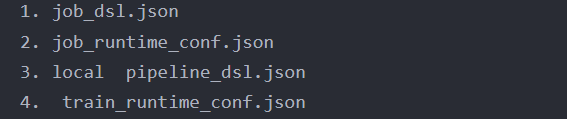 1. job_dsl.json
2. job_runtime_conf.json
3. local  pipeline_dsl.json
4.  train_runtime_conf.json